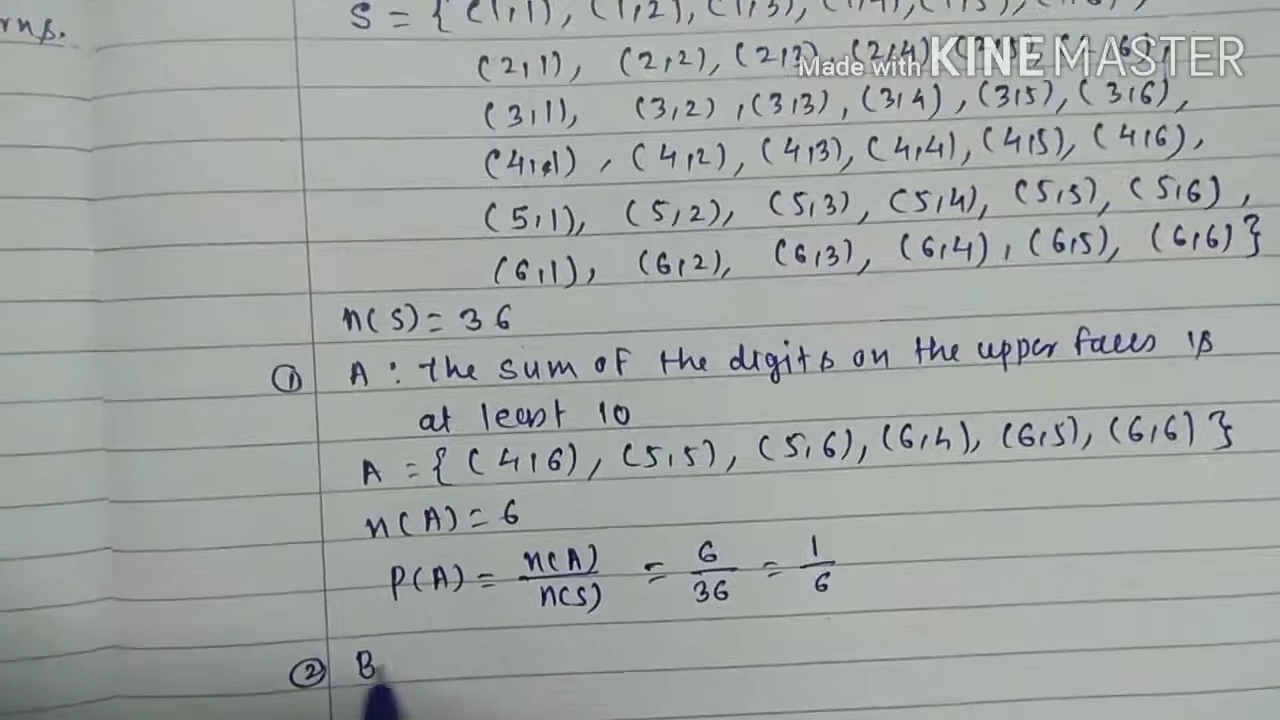 S = { (1,1), (1,2), (1,3), (1,4), (1,5),
(2,1), (2,2), (2,3), (2,4)
Made with KINEMASTER
(3,1), (3,2), (3,3), (3,4), (3,5), (3,6),
(4,1), (4,2), (4,3), (4,4), (4,5), (4,6),
(5,1), (5,2), (5,3), (5,4), (5,5), (5,6),
(6,1), (6,2), (6,3), (6,4), (6,5), (6,6) }
n(S) = 36
① A : the sum of the digits on the upper faces is
at least 10
A = { (4,6), (5,5), (5,6), (6,4), (6,5), (6,6) }
n(A) = 6
P(A) = n(A)/n(S) = 6/36 = 1/6
② B